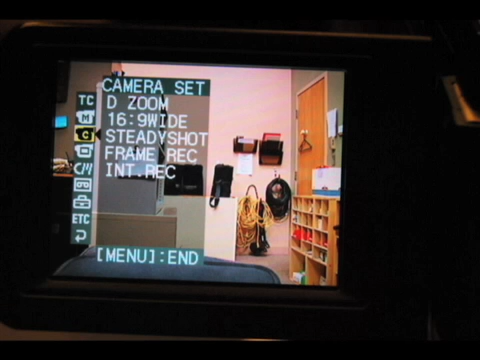 CAMERA SET
TC
D ZOOM
M
16:9WIDE
C
STEADYSHOT
FRAME REC
INT.REC
ETC
[MENU]:END